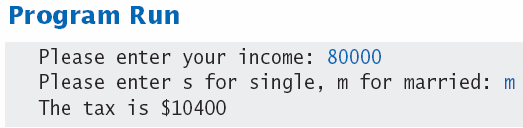 Program Run
Please enter your income: 80000
Please enter s for single, m for married: m
The tax is $10400